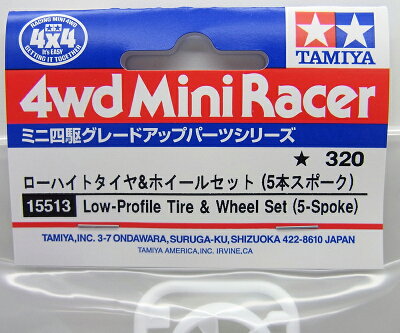 RACING MINI 4WD
4x4
It's EASY
GETTING IT TOGETHER
TAMIYA
4wd Mini Racer
ミニ四駆グレードアップパーツシリーズ
★ 320
ローハイトタイヤ&ホイールセット (5本スポーク)
15513 Low-Profile Tire & Wheel Set (5-Spoke)
TAMIYA,INC. 3-7 ONDAWARA, SURUGA-KU, SHIZUOKA 422-8610 JAPAN
TAMIYA AMERICA, INC. IRVINE,CA